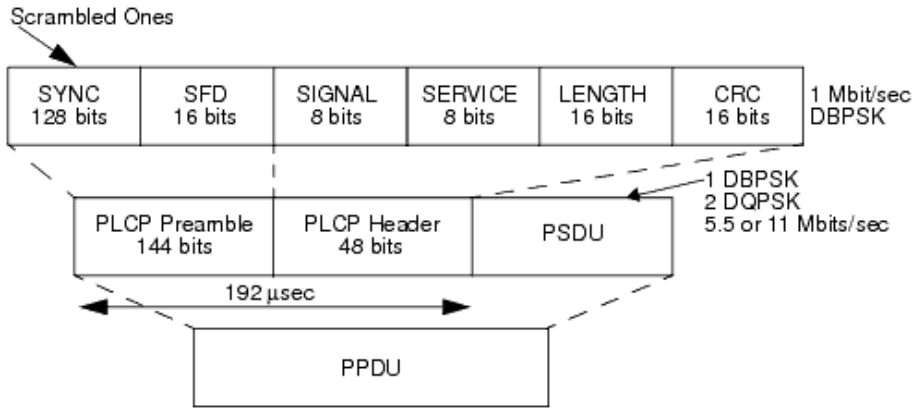 Scrambled Ones
SYNC
128 bits
SFD
16 bits
SIGNAL
8 bits
SERVICE
8 bits
LENGTH
16 bits
CRC
16 bits
1 Mbit/sec
DBPSK
PLCP Preamble
144 bits
PLCP Header
48 bits
PSDU
1 DBPSK
2 DQPSK
5.5 or 11 Mbits/sec
192 µsec
PPDU